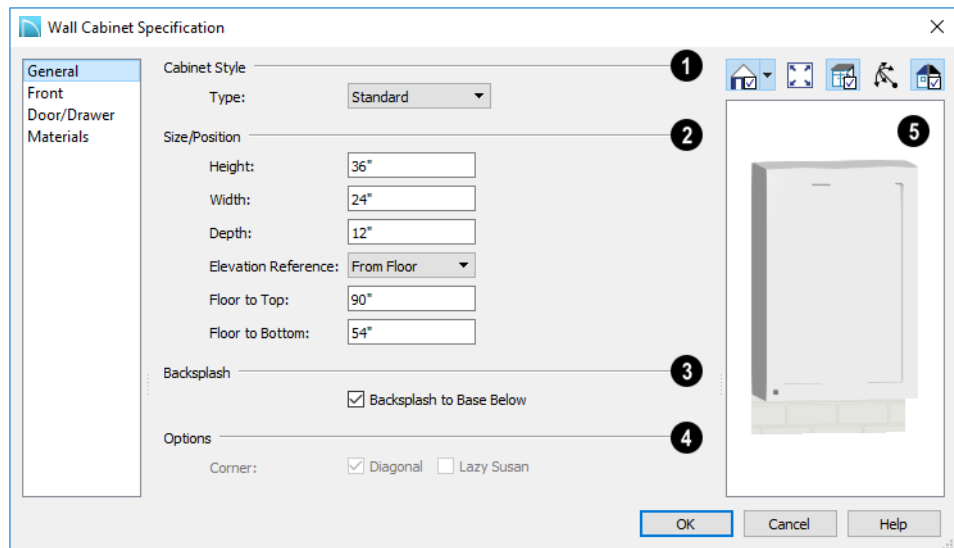 Wall Cabinet Specification
General
Front
Door/Drawer
Materials
Cabinet Style 1
Type: Standard
Size/Position 2
Height: 36"
Width: 24"
Depth: 12"
Elevation Reference: From Floor
Floor to Top: 90"
Floor to Bottom: 54"
Backsplash 3
Backsplash to Base Below
Options 4
Corner: Diagonal Lazy Susan
5
OK Cancel Help